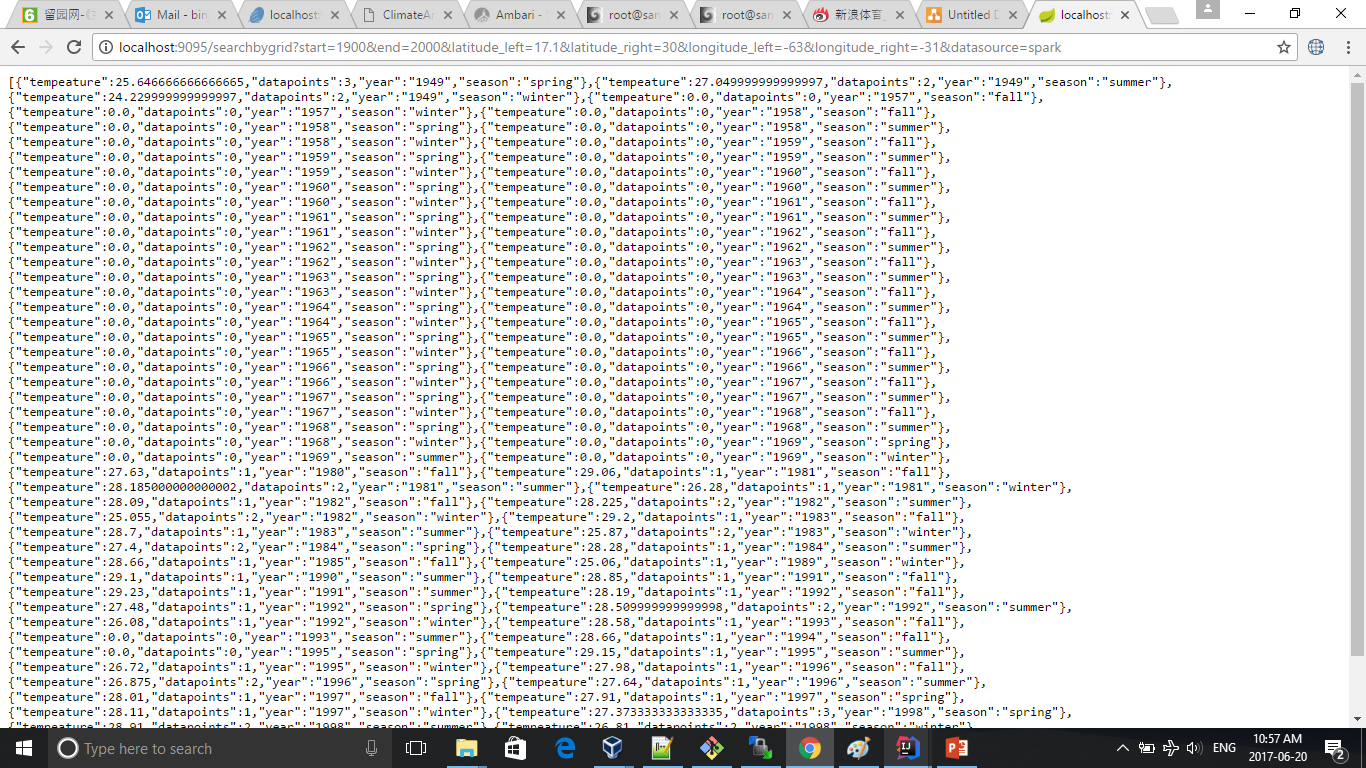 留园网-
Mail - bin
localhost:
ClimateAn
Ambari -
root@san
root@sa
新浪体育_
Untitled D
localhost:
localhost:9095/searchbygrid?start=1900&end=2000&latitude_left=17.1&latitude_right=30&longitude_left=-63&longitude_right=-31&datasource=spark
[{"tempeature":25.646666666666665,"datapoints":3,"year":"1949","season":"spring"},{"tempeature":27.049999999999997,"datapoints":2,"year":"1949","season":"summer"},
{"tempeature":24.229999999999997,"datapoints":2,"year":"1949","season":"winter"},{"tempeature":0.0,"datapoints":0,"year":"1957","season":"fall"},
{"tempeature":0.0,"datapoints":0,"year":"1957","season":"winter"},{"tempeature":0.0,"datapoints":0,"year":"1958","season":"fall"},
{"tempeature":0.0,"datapoints":0,"year":"1958","season":"spring"},{"tempeature":0.0,"datapoints":0,"year":"1958","season":"summer"},
{"tempeature":0.0,"datapoints":0,"year":"1958","season":"winter"},{"tempeature":0.0,"datapoints":0,"year":"1959","season":"fall"},
{"tempeature":0.0,"datapoints":0,"year":"1959","season":"spring"},{"tempeature":0.0,"datapoints":0,"year":"1959","season":"summer"},
{"tempeature":0.0,"datapoints":0,"year":"1959","season":"winter"},{"tempeature":0.0,"datapoints":0,"year":"1960","season":"fall"},
{"tempeature":0.0,"datapoints":0,"year":"1960","season":"spring"},{"tempeature":0.0,"datapoints":0,"year":"1960","season":"summer"},
{"tempeature":0.0,"datapoints":0,"year":"1960","season":"winter"},{"tempeature":0.0,"datapoints":0,"year":"1961","season":"fall"},
{"tempeature":0.0,"datapoints":0,"year":"1961","season":"spring"},{"tempeature":0.0,"datapoints":0,"year":"1961","season":"summer"},
{"tempeature":0.0,"datapoints":0,"year":"1961","season":"winter"},{"tempeature":0.0,"datapoints":0,"year":"1962","season":"fall"},
{"tempeature":0.0,"datapoints":0,"year":"1962","season":"spring"},{"tempeature":0.0,"datapoints":0,"year":"1962","season":"summer"},
{"tempeature":0.0,"datapoints":0,"year":"1962","season":"winter"},{"tempeature":0.0,"datapoints":0,"year":"1963","season":"fall"},
{"tempeature":0.0,"datapoints":0,"year":"1963","season":"spring"},{"tempeature":0.0,"datapoints":0,"year":"1963","season":"summer"},
{"tempeature":0.0,"datapoints":0,"year":"1963","season":"winter"},{"tempeature":0.0,"datapoints":0,"year":"1964","season":"fall"},
{"tempeature":0.0,"datapoints":0,"year":"1964","season":"spring"},{"tempeature":0.0,"datapoints":0,"year":"1964","season":"summer"},
{"tempeature":0.0,"datapoints":0,"year":"1964","season":"winter"},{"tempeature":0.0,"datapoints":0,"year":"1965","season":"fall"},
{"tempeature":0.0,"datapoints":0,"year":"1965","season":"spring"},{"tempeature":0.0,"datapoints":0,"year":"1965","season":"summer"},
{"tempeature":0.0,"datapoints":0,"year":"1965","season":"winter"},{"tempeature":0.0,"datapoints":0,"year":"1966","season":"fall"},
{"tempeature":0.0,"datapoints":0,"year":"1966","season":"spring"},{"tempeature":0.0,"datapoints":0,"year":"1966","season":"summer"},
{"tempeature":0.0,"datapoints":0,"year":"1966","season":"winter"},{"tempeature":0.0,"datapoints":0,"year":"1967","season":"fall"},
{"tempeature":0.0,"datapoints":0,"year":"1967","season":"spring"},{"tempeature":0.0,"datapoints":0,"year":"1967","season":"summer"},
{"tempeature":0.0,"datapoints":0,"year":"1967","season":"winter"},{"tempeature":0.0,"datapoints":0,"year":"1968","season":"fall"},
{"tempeature":0.0,"datapoints":0,"year":"1968","season":"spring"},{"tempeature":0.0,"datapoints":0,"year":"1968","season":"summer"},
{"tempeature":0.0,"datapoints":0,"year":"1968","season":"winter"},{"tempeature":0.0,"datapoints":0,"year":"1969","season":"spring"},
{"tempeature":0.0,"datapoints":0,"year":"1969","season":"summer"},{"tempeature":0.0,"datapoints":0,"year":"1969","season":"winter"},
{"tempeature":27.63,"datapoints":1,"year":"1980","season":"fall"},{"tempeature":29.06,"datapoints":1,"year":"1981","season":"fall"},
{"tempeature":28.185000000000002,"datapoints":2,"year":"1981","season":"summer"},{"tempeature":26.28,"datapoints":1,"year":"1981","season":"winter"},
{"tempeature":28.09,"datapoints":1,"year":"1982","season":"fall"},{"tempeature":28.225,"datapoints":2,"year":"1982","season":"summer"},
{"tempeature":25.055,"datapoints":2,"year":"1982","season":"winter"},{"tempeature":29.2,"datapoints":1,"year":"1983","season":"fall"},
{"tempeature":28.7,"datapoints":1,"year":"1983","season":"summer"},{"tempeature":25.87,"datapoints":2,"year":"1983","season":"winter"},
{"tempeature":27.4,"datapoints":2,"year":"1984","season":"spring"},{"tempeature":28.28,"datapoints":1,"year":"1984","season":"summer"},
{"tempeature":28.66,"datapoints":1,"year":"1985","season":"fall"},{"tempeature":25.06,"datapoints":1,"year":"1989","season":"winter"},
{"tempeature":29.1,"datapoints":1,"year":"1990","season":"summer"},{"tempeature":28.85,"datapoints":1,"year":"1991","season":"fall"},
{"tempeature":29.23,"datapoints":1,"year":"1991","season":"summer"},{"tempeature":28.19,"datapoints":1,"year":"1992","season":"fall"},
{"tempeature":27.48,"datapoints":1,"year":"1992","season":"spring"},{"tempeature":28.509999999999998,"datapoints":2,"year":"1992","season":"summer"},
{"tempeature":26.08,"datapoints":1,"year":"1992","season":"winter"},{"tempeature":28.58,"datapoints":1,"year":"1993","season":"fall"},
{"tempeature":0.0,"datapoints":0,"year":"1993","season":"summer"},{"tempeature":28.66,"datapoints":1,"year":"1994","season":"fall"},
{"tempeature":0.0,"datapoints":0,"year":"1995","season":"spring"},{"tempeature":29.15,"datapoints":1,"year":"1995","season":"summer"},
{"tempeature":26.72,"datapoints":1,"year":"1995","season":"winter"},{"tempeature":27.98,"datapoints":1,"year":"1996","season":"fall"},
{"tempeature":26.875,"datapoints":2,"year":"1996","season":"spring"},{"tempeature":27.64,"datapoints":1,"year":"1996","season":"summer"},
{"tempeature":28.01,"datapoints":1,"year":"1997","season":"fall"},{"tempeature":27.91,"datapoints":1,"year":"1997","season":"spring"},
{"tempeature":28.11,"datapoints":1,"year":"1997","season":"winter"},{"tempeature":27.373333333333335,"datapoints":3,"year":"1998","season":"spring"},
{"tempeature":28.91,"datapoints":2,"year":"1998","season":"summer"},{"tempeature":26.81,"datapoints":2,"year":"1998","season":"winter"},
Type here to search
ENG
10:57 AM
2017-06-20
2